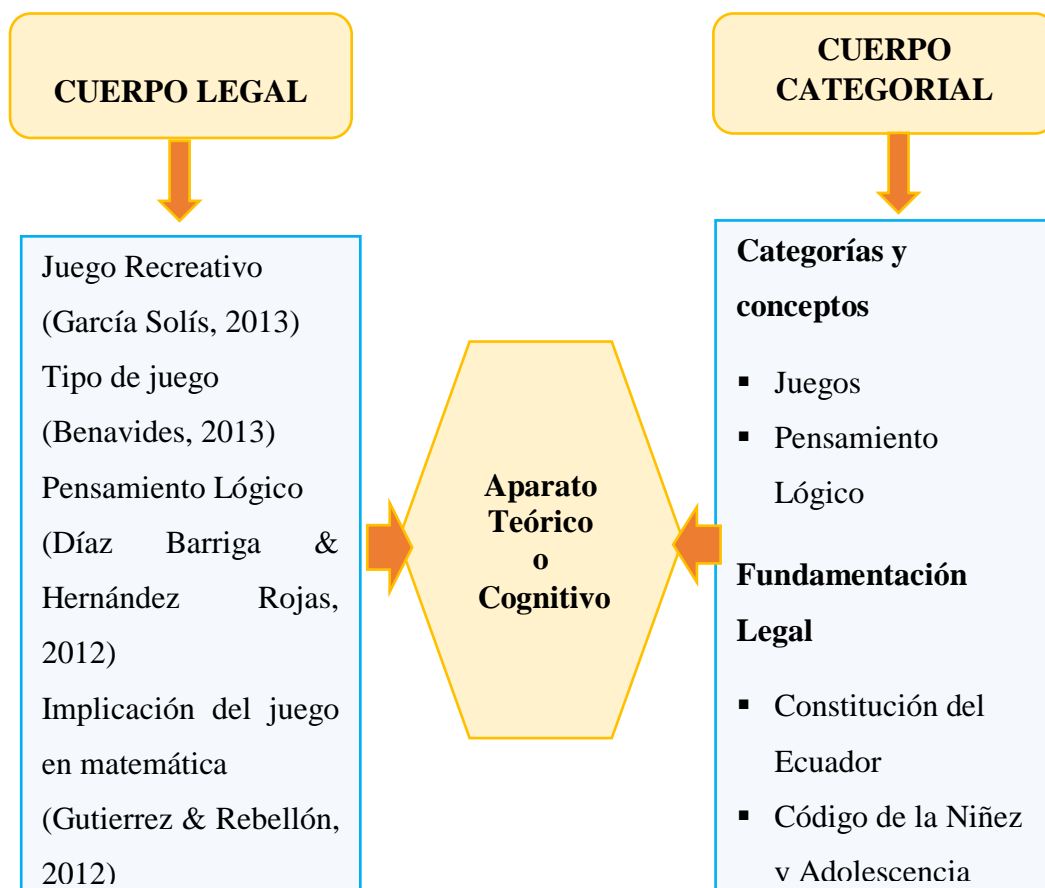 CUERPO LEGAL
Juego Recreativo
(García Solís, 2013)
Tipo de juego
(Benavides, 2013)
Pensamiento Lógico
(Díaz Barriga &
Hernández Rojas,
2012)
Implicación del juego
en matemática
(Gutierrez & Rebellón,
2012)
Aparato
Teórico
o
Cognitivo
CUERPO
CATEGORIAL
Categorías y
conceptos
▪ Juegos
▪ Pensamiento
Lógico
Fundamentación
Legal
▪ Constitución del
Ecuador
▪ Código de la Niñez
y Adolescencia